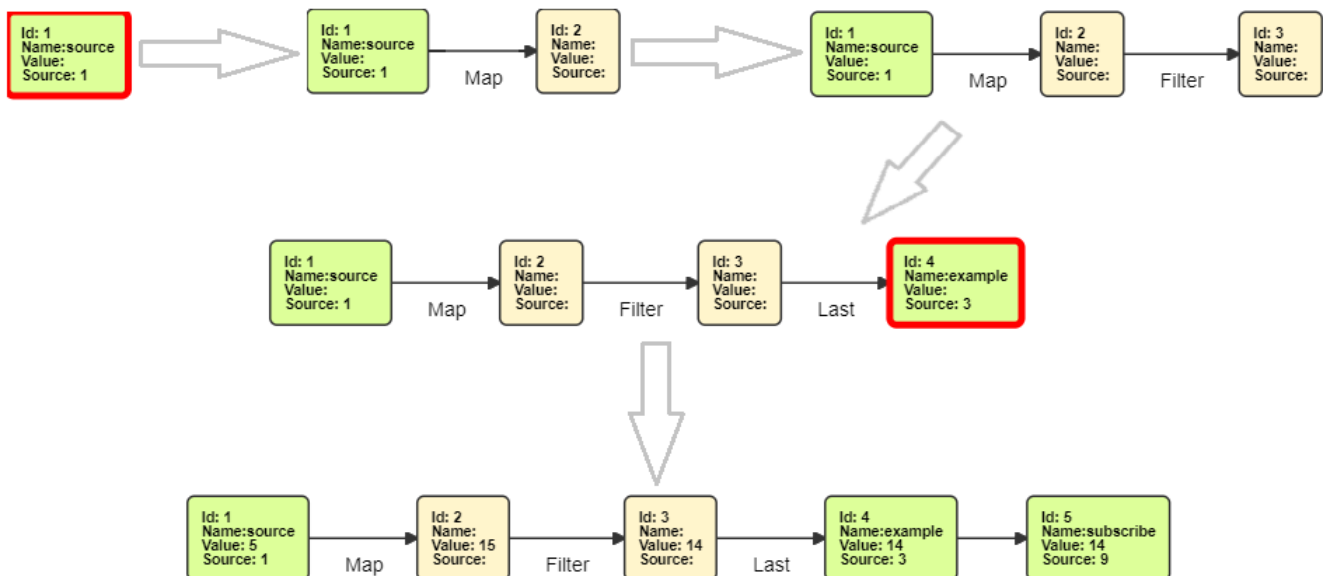 Id: 1
Name:source
Value:
Source: 1
Id: 1
Name:source
Value:
Source: 1
Map
Id: 2
Name:
Value:
Source:
Id: 1
Name:source
Value:
Source: 1
Map
Id: 2
Name:
Value:
Source:
Filter
Id: 3
Name:
Value:
Source:
Id: 1
Name:source
Value:
Source: 1
Map
Id: 2
Name:
Value:
Source:
Filter
Id: 3
Name:
Value:
Source:
Last
Id: 4
Name:example
Value:
Source: 3
Id: 1
Name:source
Value: 5
Source: 1
Map
Id: 2
Name:
Value: 15
Source:
Filter
Id: 3
Name:
Value: 14
Source:
Last
Id: 4
Name:example
Value: 14
Source: 3
Id: 5
Name:subscribe
Value: 14
Source: 9